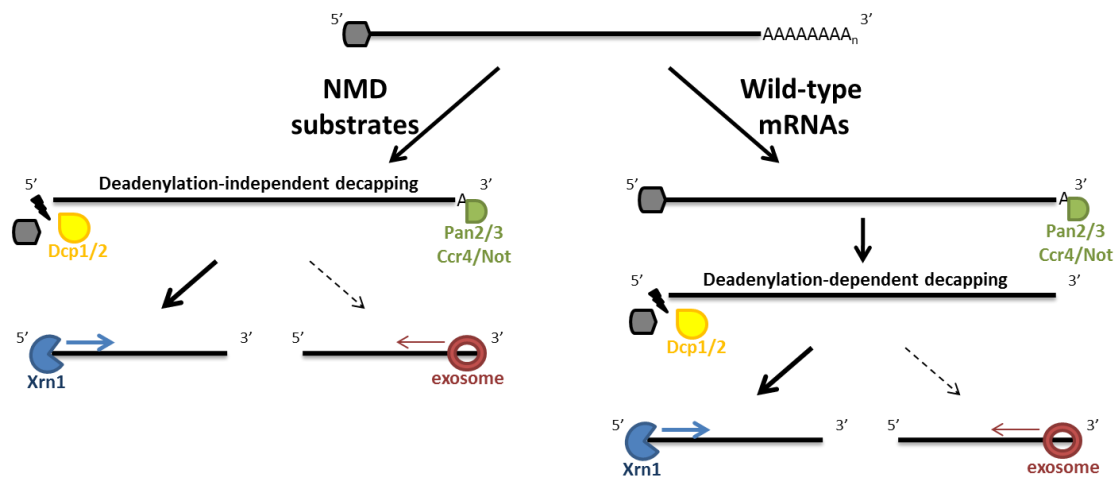 5’
3’
AAAAAAAAn
NMD
substrates
Wild-type
mRNAs
5’
Deadenylation-independent decapping
3’
A
Dcp1/2
Pan2/3
Ccr4/Not
5’
3’
A
Pan2/3
Ccr4/Not
5’
3’
5’
3’
Xrn1
exosome
5’
Deadenylation-dependent decapping
3’
Dcp1/2
5’
3’
5’
3’
Xrn1
exosome